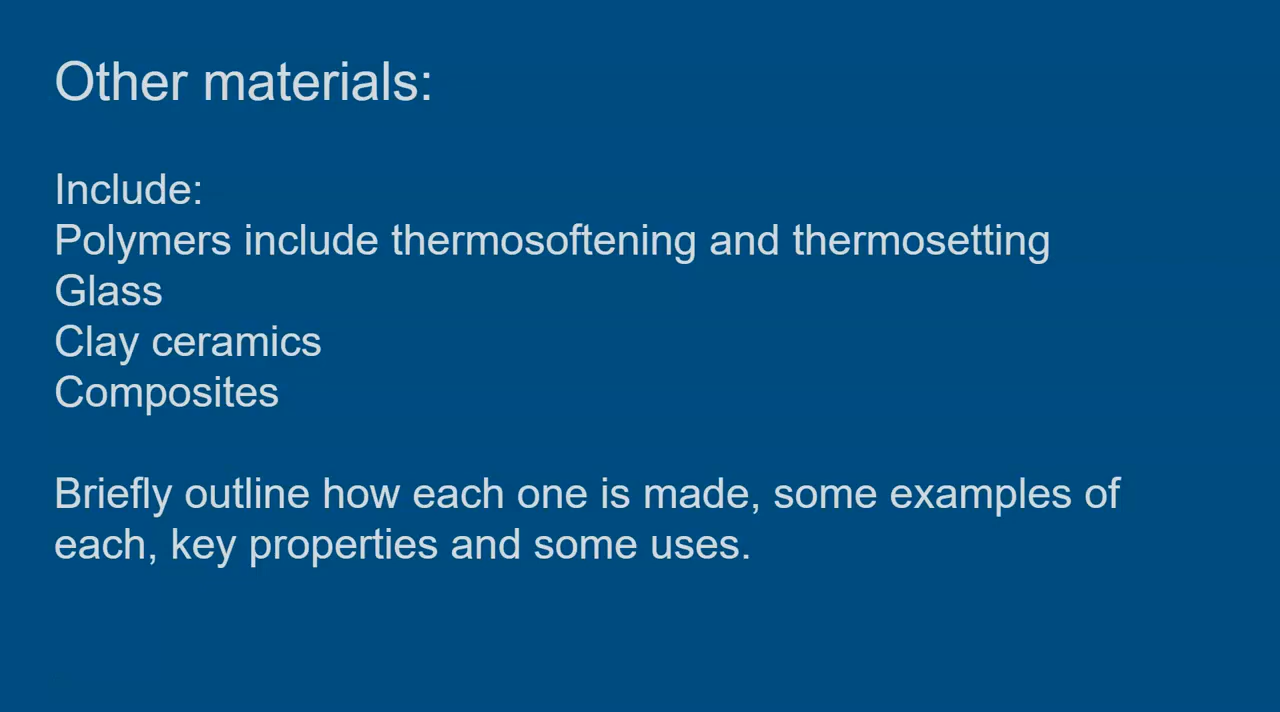 Other materials:
Include:
Polymers include thermosoftening and thermosetting
Glass
Clay ceramics
Composites
Briefly outline how each one is made, some examples of
each, key properties and some uses.